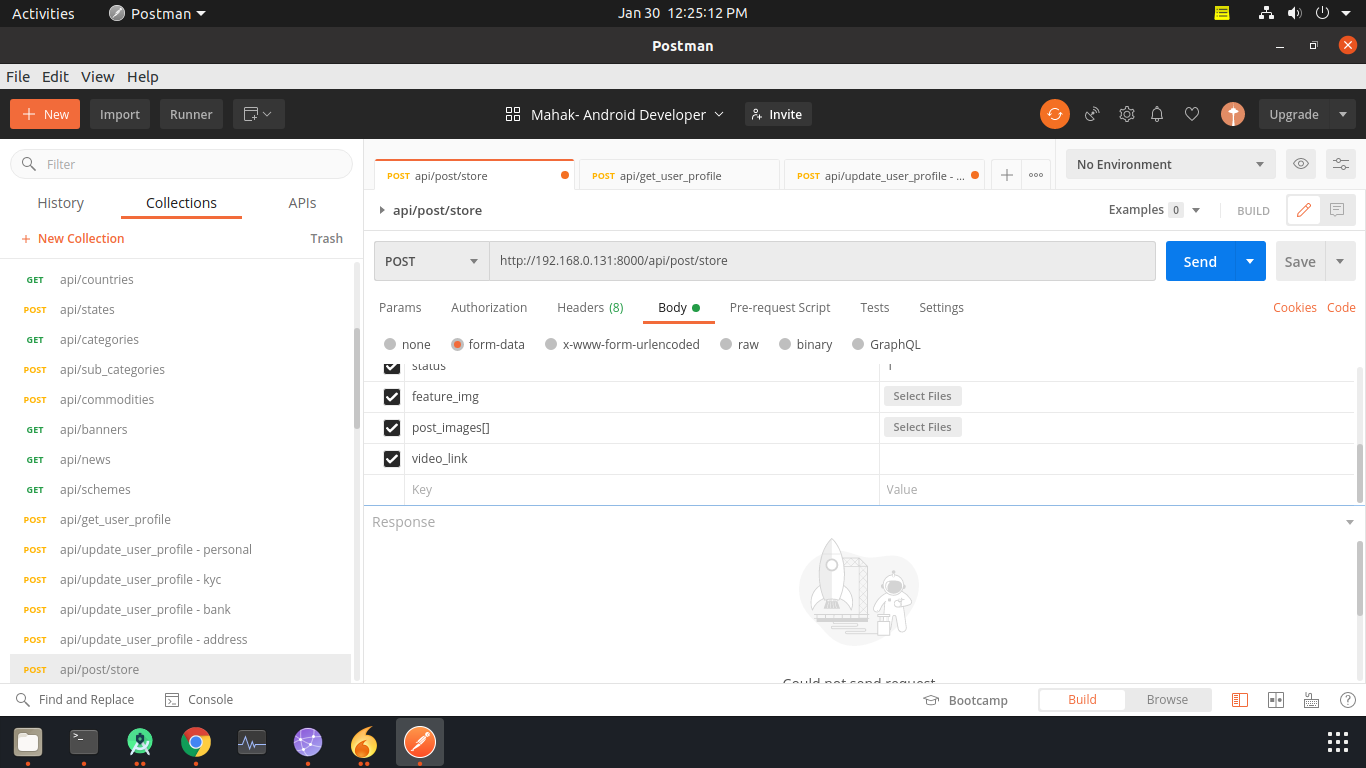 Activities Postman Jan 30 12:25:12 PM
Postman
File Edit View Help
New Import Runner Mahak- Android Developer Invite Upgrade
Filter
History Collections APIs
New Collection Trash
GET api/countries
POST api/states
GET api/categories
POST api/sub_categories
POST api/commodities
GET api/banners
GET api/news
GET api/schemes
POST api/get_user_profile
POST api/update_user_profile - personal
POST api/update_user_profile - kyc
POST api/update_user_profile - bank
POST api/update_user_profile - address
POST api/post/store
POST api/post/store POST api/get_user_profile POST api/update_user_profile - ... No Environment
api/post/store Examples 0 BUILD
POST http://192.168.0.131:8000/api/post/store Send Save
Params Authorization Headers (8) Body Pre-request Script Tests Settings Cookies Code
none form-data x-www-form-urlencoded raw binary GraphQL
status 1
feature_img Select Files
post_images[] Select Files
video_link
Key Value
Response
Could not send request
Find and Replace Console Bootcamp Build Browse